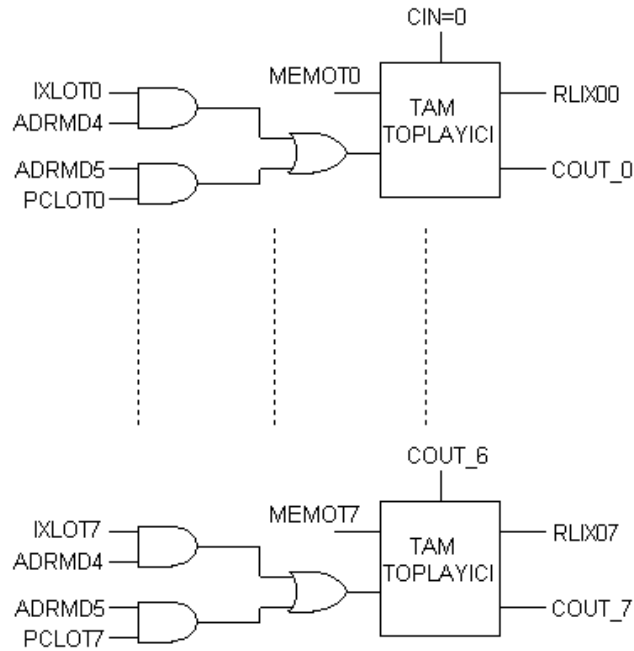 CIN=0
IXLOT0
ADRMD4
ADRMD5
PCLOT0
MEMOT0
TAM
TOPLAYICI
RLIX00
COUT_0
COUT_6
IXLOT7
ADRMD4
ADRMD5
PCLOT7
MEMOT7
TAM
TOPLAYICI
RLIX07
COUT_7